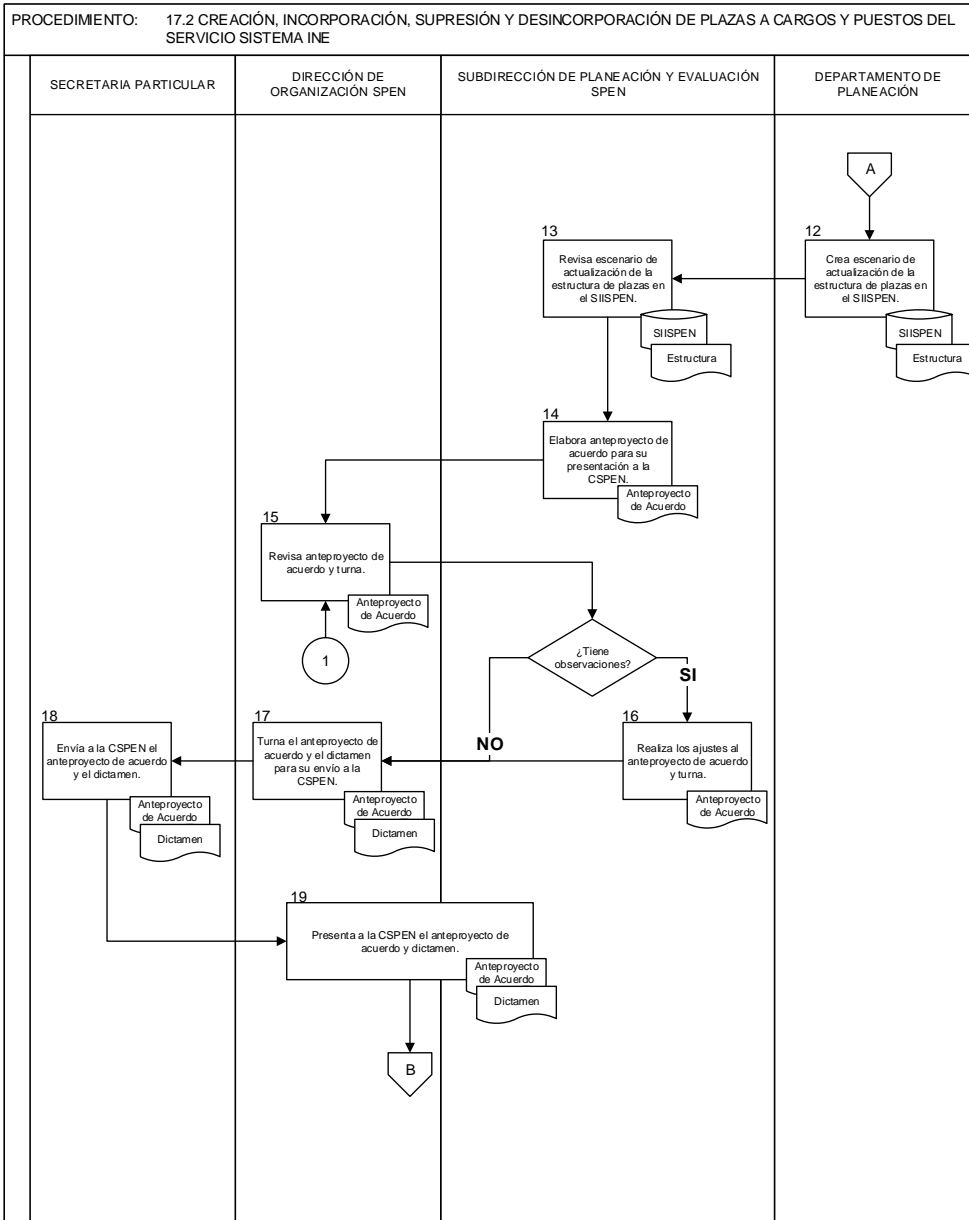 PROCEDIMIENTO: 17.2 CREACIÓN, INCORPORACIÓN, SUPRESIÓN Y DESINCORPORACIÓN DE PLAZAS A CARGOS Y PUESTOS DEL
SERVICIO SISTEMA INE
SECRETARIA PARTICULAR
DIRECCIÓN DE
ORGANIZACIÓN SPEN
SUBDIRECCIÓN DE PLANEACIÓN Y EVALUACIÓN
SPEN
DEPARTAMENTO DE
PLANEACIÓN
A
12
Crea escenario de
actualización de la
estructura de plazas en
el SIISPEN.
SIISPEN
Estructura
13
Revisa escenario de
actualización de la
estructura de plazas en
el SIISPEN.
SIISPEN
Estructura
14
Elabora anteproyecto de
acuerdo para su
presentación a la
CSPEN.
Anteproyecto
de Acuerdo
15
Revisa anteproyecto de
acuerdo y turna.
Anteproyecto
de Acuerdo
1
¿Tiene
observaciones?
SI
NO
16
Realiza los ajustes al
anteproyecto de acuerdo
y turna.
Anteproyecto
de Acuerdo
17
Turna el anteproyecto de
acuerdo y el dictamen
para su envío a la
CSPEN.
Anteproyecto
de Acuerdo
Dictamen
18
Envía a la CSPEN el
anteproyecto de acuerdo
y el dictamen.
Anteproyecto
de Acuerdo
Dictamen
19
Presenta a la CSPEN el anteproyecto de
acuerdo y dictamen.
Anteproyecto
de Acuerdo
Dictamen
B